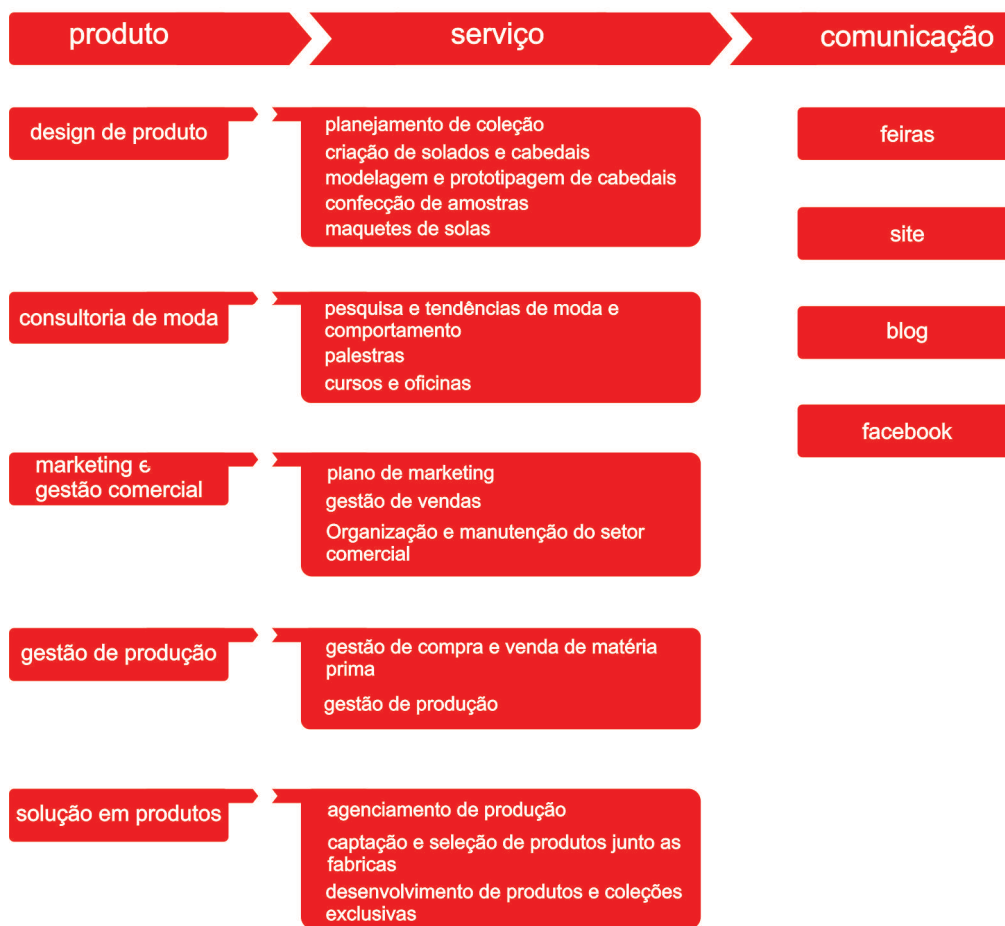 produto
serviço
comunicação
design de produto
planejamento de coleção
criação de solados e cabedais
modelagem e prototipagem de cabedais
confecção de amostras
maquetes de solas
feiras
site
consultoria de moda
pesquisa e tendências de moda e
comportamento
palestras
cursos e oficinas
blog
facebook
marketing e
gestão comercial
plano de marketing
gestão de vendas
Organização e manutenção do setor
comercial
gestão de produção
gestão de compra e venda de matéria
prima
gestão de produção
solução em produtos
agenciamento de produção
captação e seleção de produtos junto as
fabricas
desenvolvimento de produtos e coleções
exclusivas